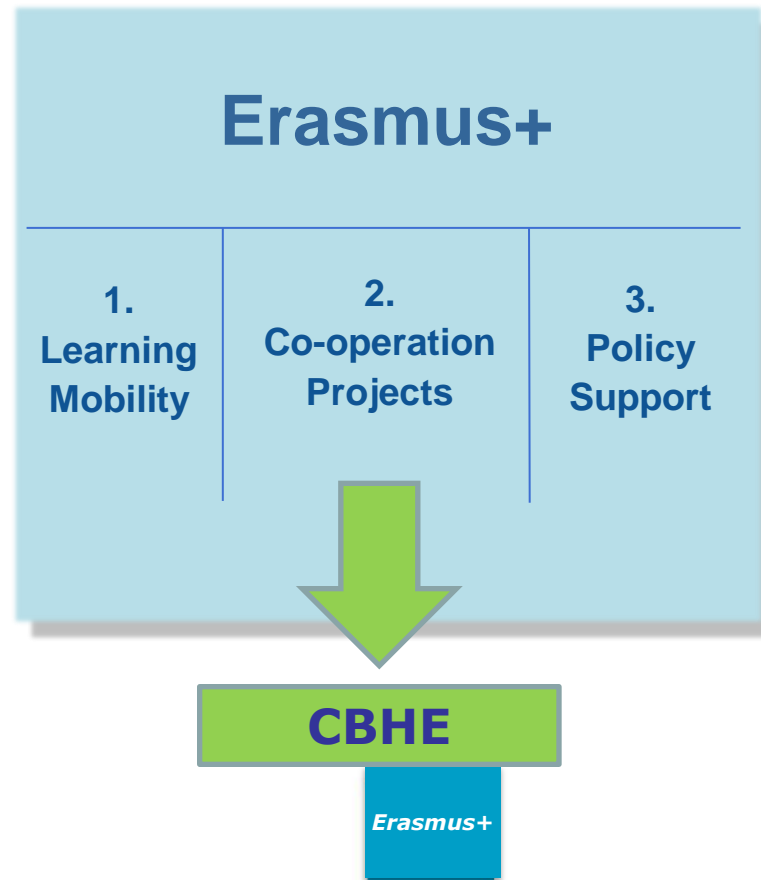 Erasmus+
1.
Learning
Mobility
2.
Co-operation
Projects
3.
Policy
Support
CBHE
Erasmus+